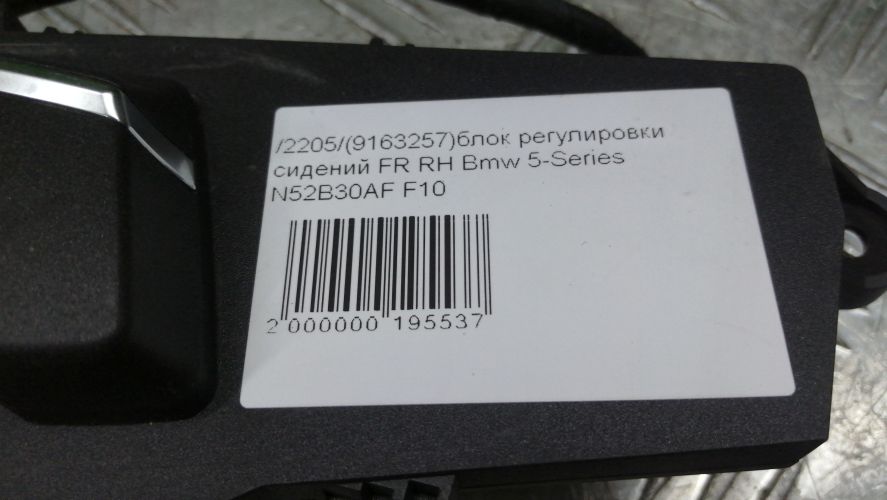 /2205/(9163257)блок регулировки
сидений FR RH Bmw 5-Series
N52B30AF F10
2 000000 195537